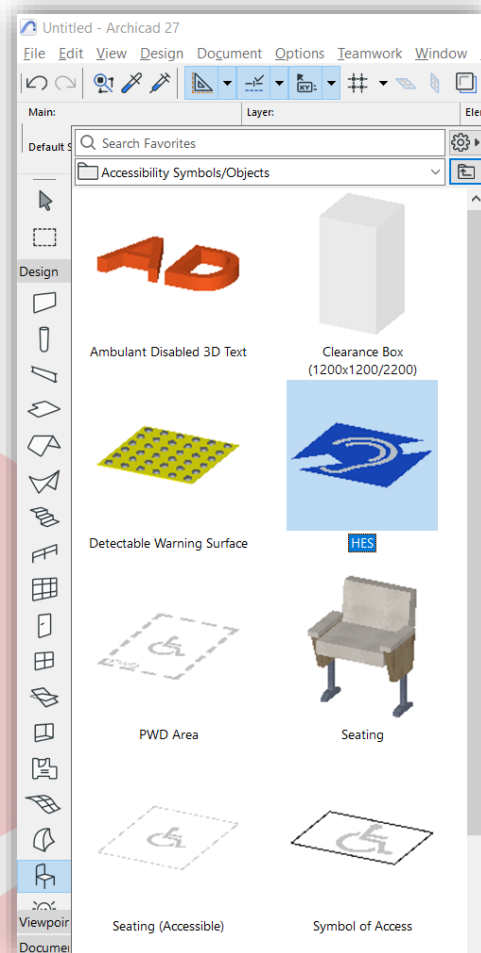 Untitled - Archicad 27
File Edit View Design Document Options Teamwork Window
Main:
Layer:
Default
Search Favorites
Accessibility Symbols/Objects
Design
Ambulant Disabled 3D Text
Clearance Box
(1200x1200/2200)
Detectable Warning Surface
HES
PWD Area
Seating
Seating (Accessible)
Symbol of Access